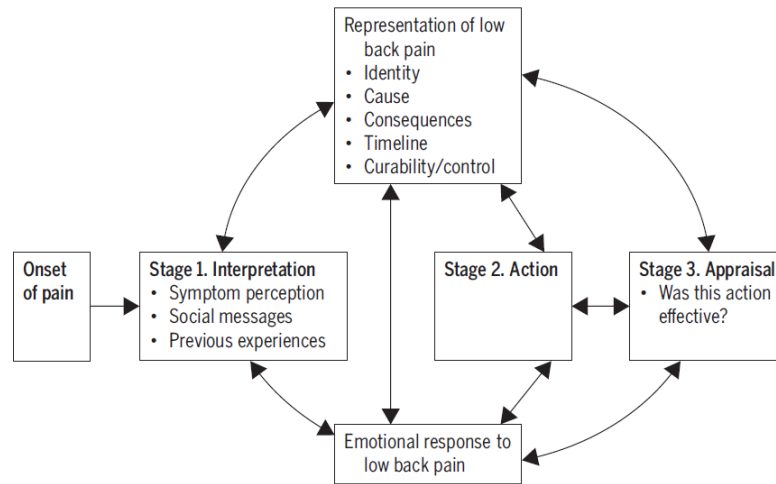 Representation of low
back pain
• Identity
• Cause
• Consequences
• Timeline
• Curability/control
Onset
of pain
Stage 1. Interpretation
• Symptom perception
• Social messages
• Previous experiences
Stage 2. Action
Stage 3. Appraisal
• Was this action
effective?
Emotional response to
low back pain